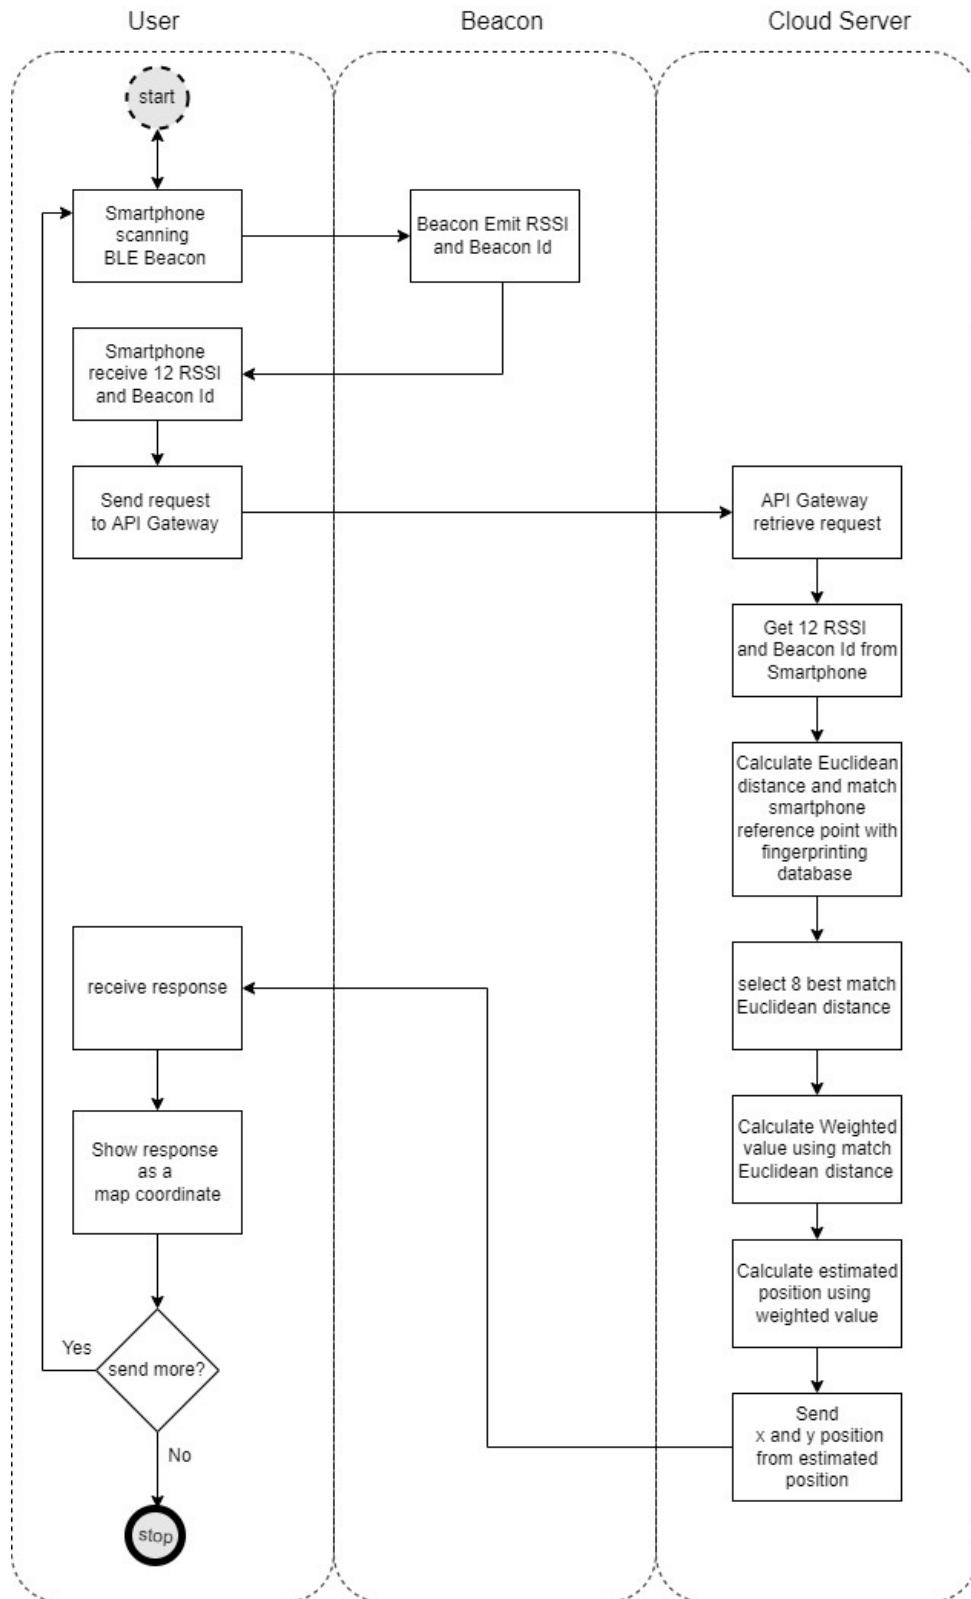 User
Beacon
Cloud Server
start
Smartphone
scanning
BLE Beacon
Beacon Emit RSSI
and Beacon Id
Smartphone
receive 12 RSSI
and Beacon Id
Send request
to API Gateway
API Gateway
retrieve request
Get 12 RSSI
and Beacon Id from
Smartphone
Calculate Euclidean
distance and match
smartphone
reference point with
fingerprinting
database
select 8 best match
Euclidean distance
Calculate Weighted
value using match
Euclidean distance
Calculate estimated
position using
weighted value
Send
x and y position
from estimated
position
receive response
Show response
as a
map coordinate
send more?
Yes
No
stop